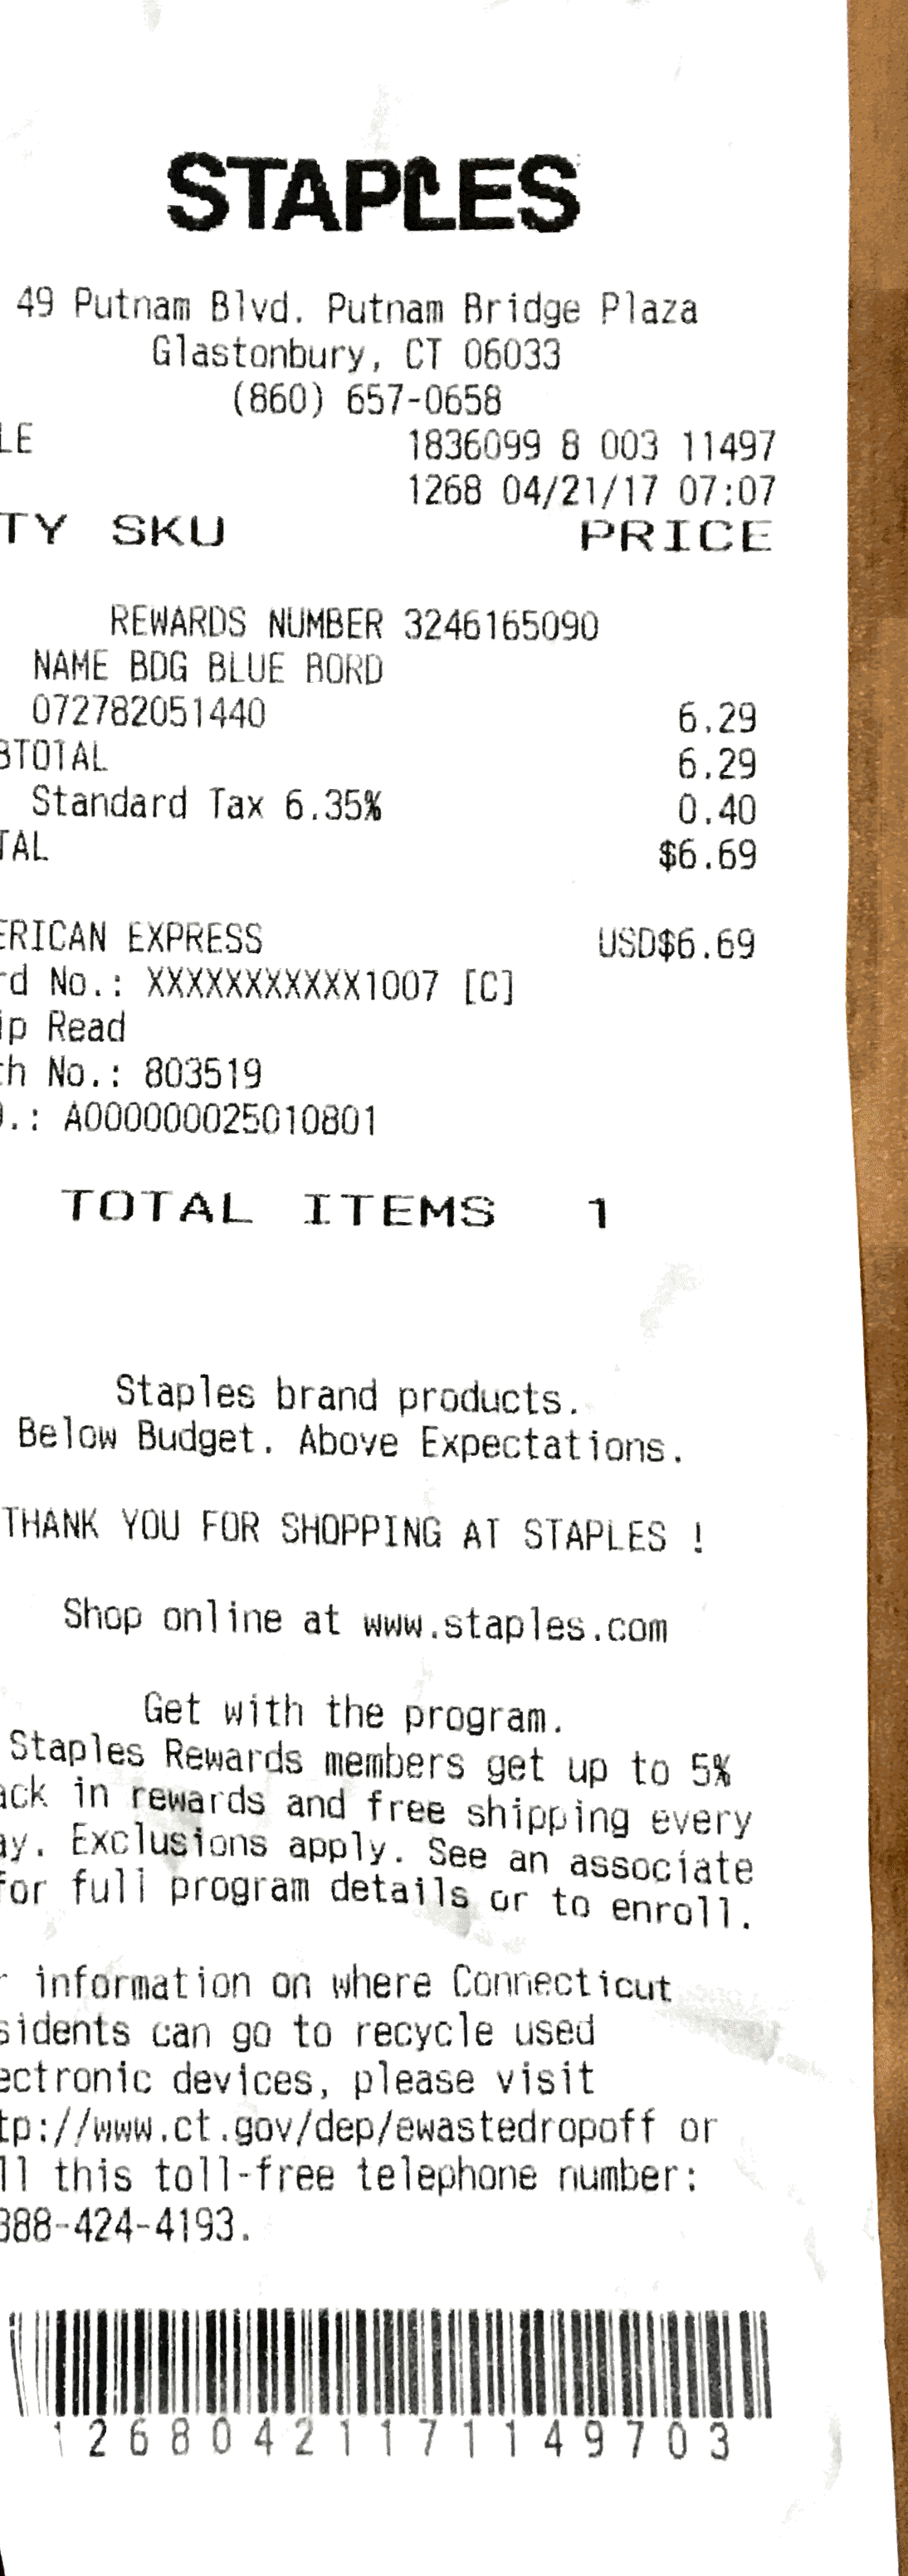 STAPLES
49 Putnam Blvd. Putnam Bridge Plaza
Glastonbury, CT 06033
(860) 657-0658
LE 1836099 8 003 11497
1268 04/21/17 07:07
TY SKU PRICE
REWARDS NUMBER 3246165090
NAME BDG BLUE BORD
072782051440 6.29
BTOTAL 6.29
Standard Tax 6.35% 0.40
TAL $6.69
ERICAN EXPRESS USD$6.69
rd No.: XXXXXXXXXXX1007 [C]
ip Read
th No.: 803519
.: A000000025010801
TOTAL ITEMS 1
Staples brand products.
Below Budget. Above Expectations.
THANK YOU FOR SHOPPING AT STAPLES !
Shop online at www.staples.com
Get with the program.
Staples Rewards members get up to 5%
ack in rewards and free shipping every
ay. Exclusions apply. See an associate
for full program details or to enroll.
r information on where Connecticut
sidents can go to recycle used
ectronic devices, please visit
tp://www.ct.gov/dep/ewastedropoff or
ll this toll-free telephone number:
888-424-4193.
1 2 6 8 0 4 2 1 1 7 1 1 4 9 7 0 3